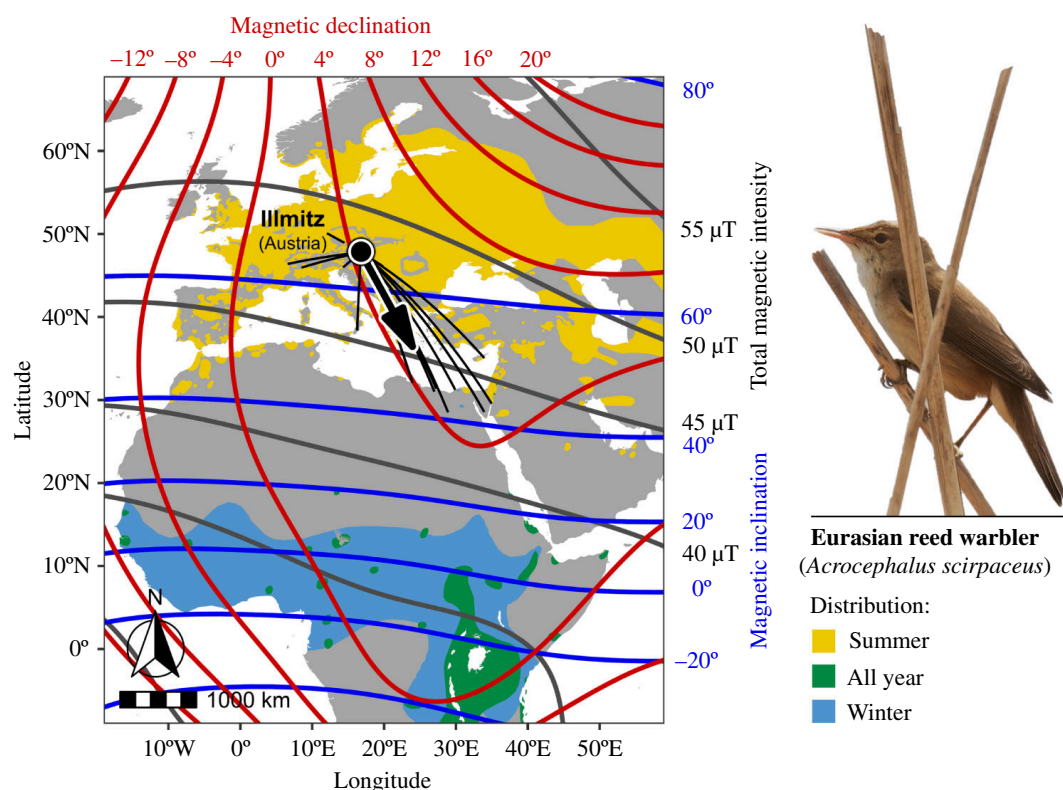 Magnetic declination
–12º –8º –4º 0º 4º 8º 12º 16º 20º
80º
60ºN
50ºN
40ºN
30ºN
20ºN
10ºN
0º
Latitude
Illmitz
(Austria)
55 µT
60º
50 µT
45 µT
40º
20º
40 µT
0º
–20º
Total magnetic intensity
Magnetic inclination
N
1000 km
10ºW 0º 10ºE 20ºE 30ºE 40ºE 50ºE
Longitude
Eurasian reed warbler
(Acrocephalus scirpaceus)
Distribution:
Summer
All year
Winter